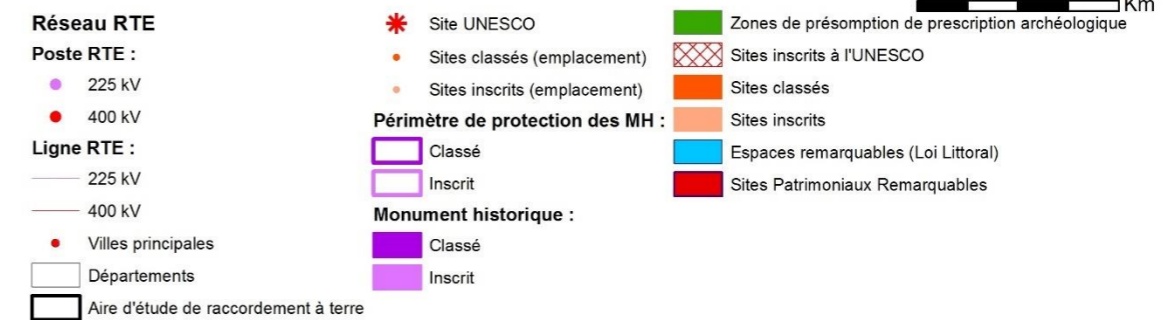 Km
Réseau RTE
Poste RTE :
225 kV
400 kV
Ligne RTE :
225 kV
400 kV
Villes principales
Départements
Aire d'étude de raccordement à terre
Site UNESCO
Sites classés (emplacement)
Sites inscrits (emplacement)
Périmètre de protection des MH :
Classé
Inscrit
Monument historique :
Classé
Inscrit
Zones de présomption de prescription archéologique
Sites inscrits à l'UNESCO
Sites classés
Sites inscrits
Espaces remarquables (Loi Littoral)
Sites Patrimoniaux Remarquables